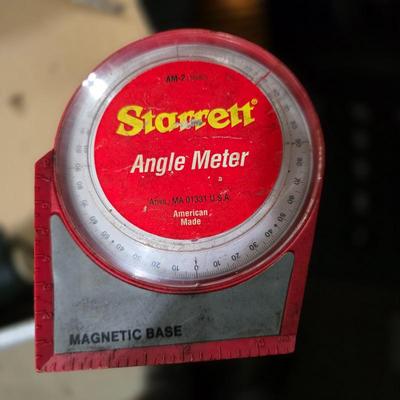 AM-2
Starrett
Angle Meter
Athol, MA 01331 U.S.A.
American
Made
MAGNETIC BASE